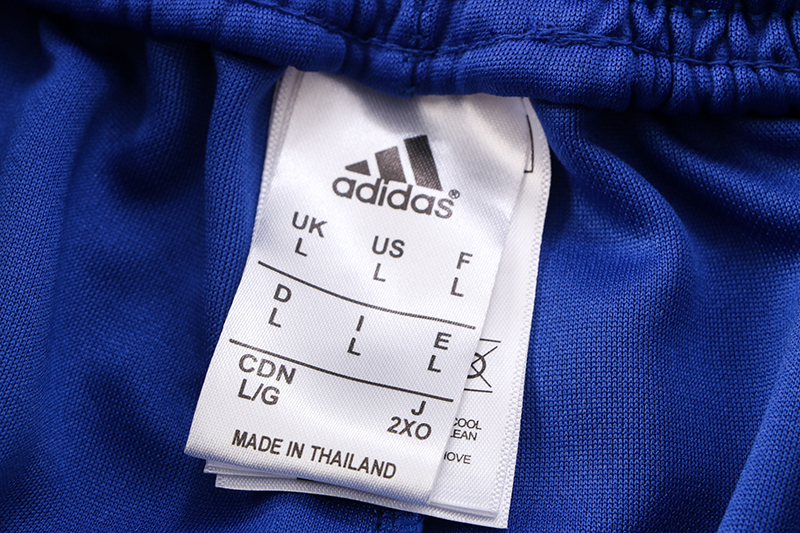 adidas®
UK US F
L L L
D I E
L L L
CDN J
L/G 2XO
MADE IN THAILAND
COOL
LEAN
OVE